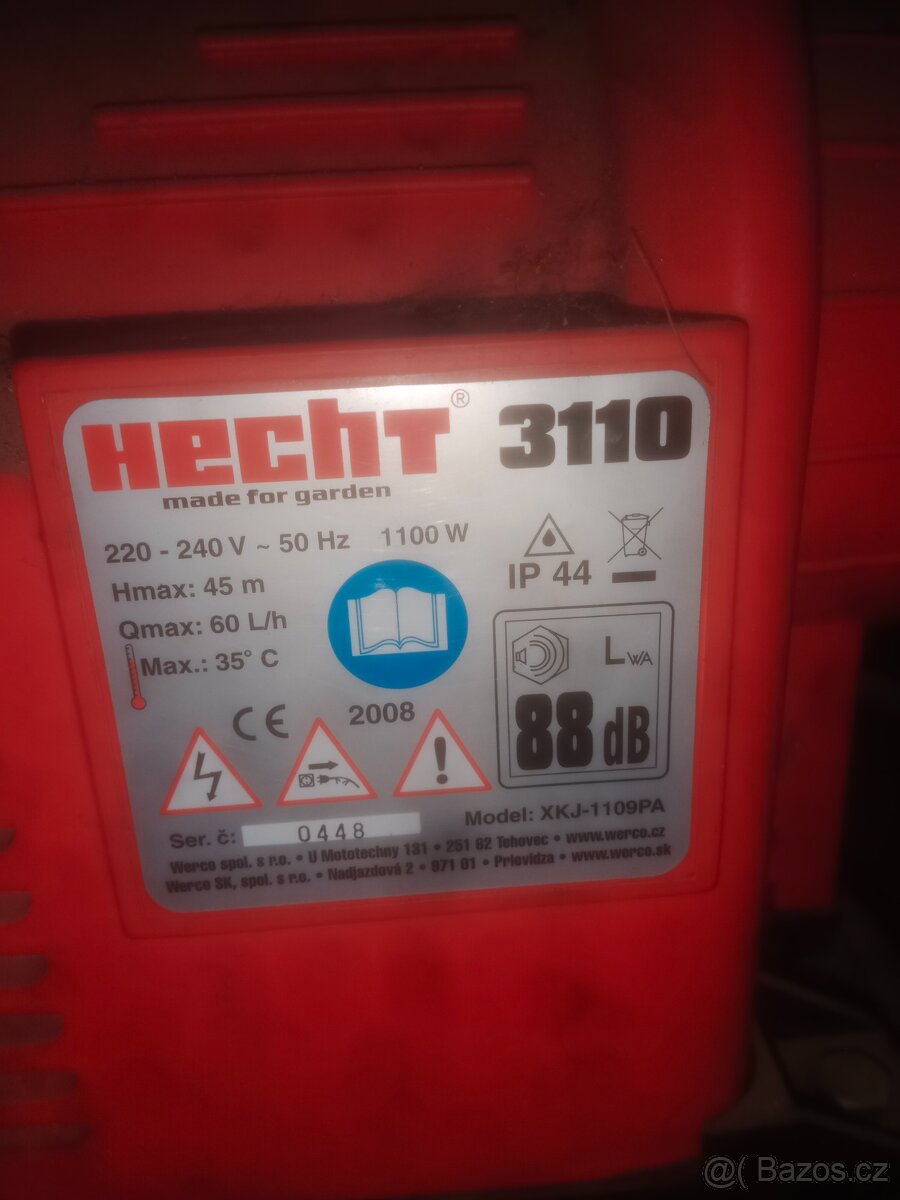 Hecht® 3110
made for garden
220 - 240 V ~ 50 Hz 1100 W
Hmax: 45 m
Qmax: 60 L/h
Max.: 35° C
IP 44
LWA
88 dB
CE 2008
Ser. č: 0448 Model: XKJ-1109PA
Werco spol. s r.o. • U Mototechny 131 • 251 62 Tehovec • www.werco.cz
Werco SK, spol. s r.o. • Nadjazdová 2 • 971 01 • Prievidza • www.werco.sk
@( Bazos.cz